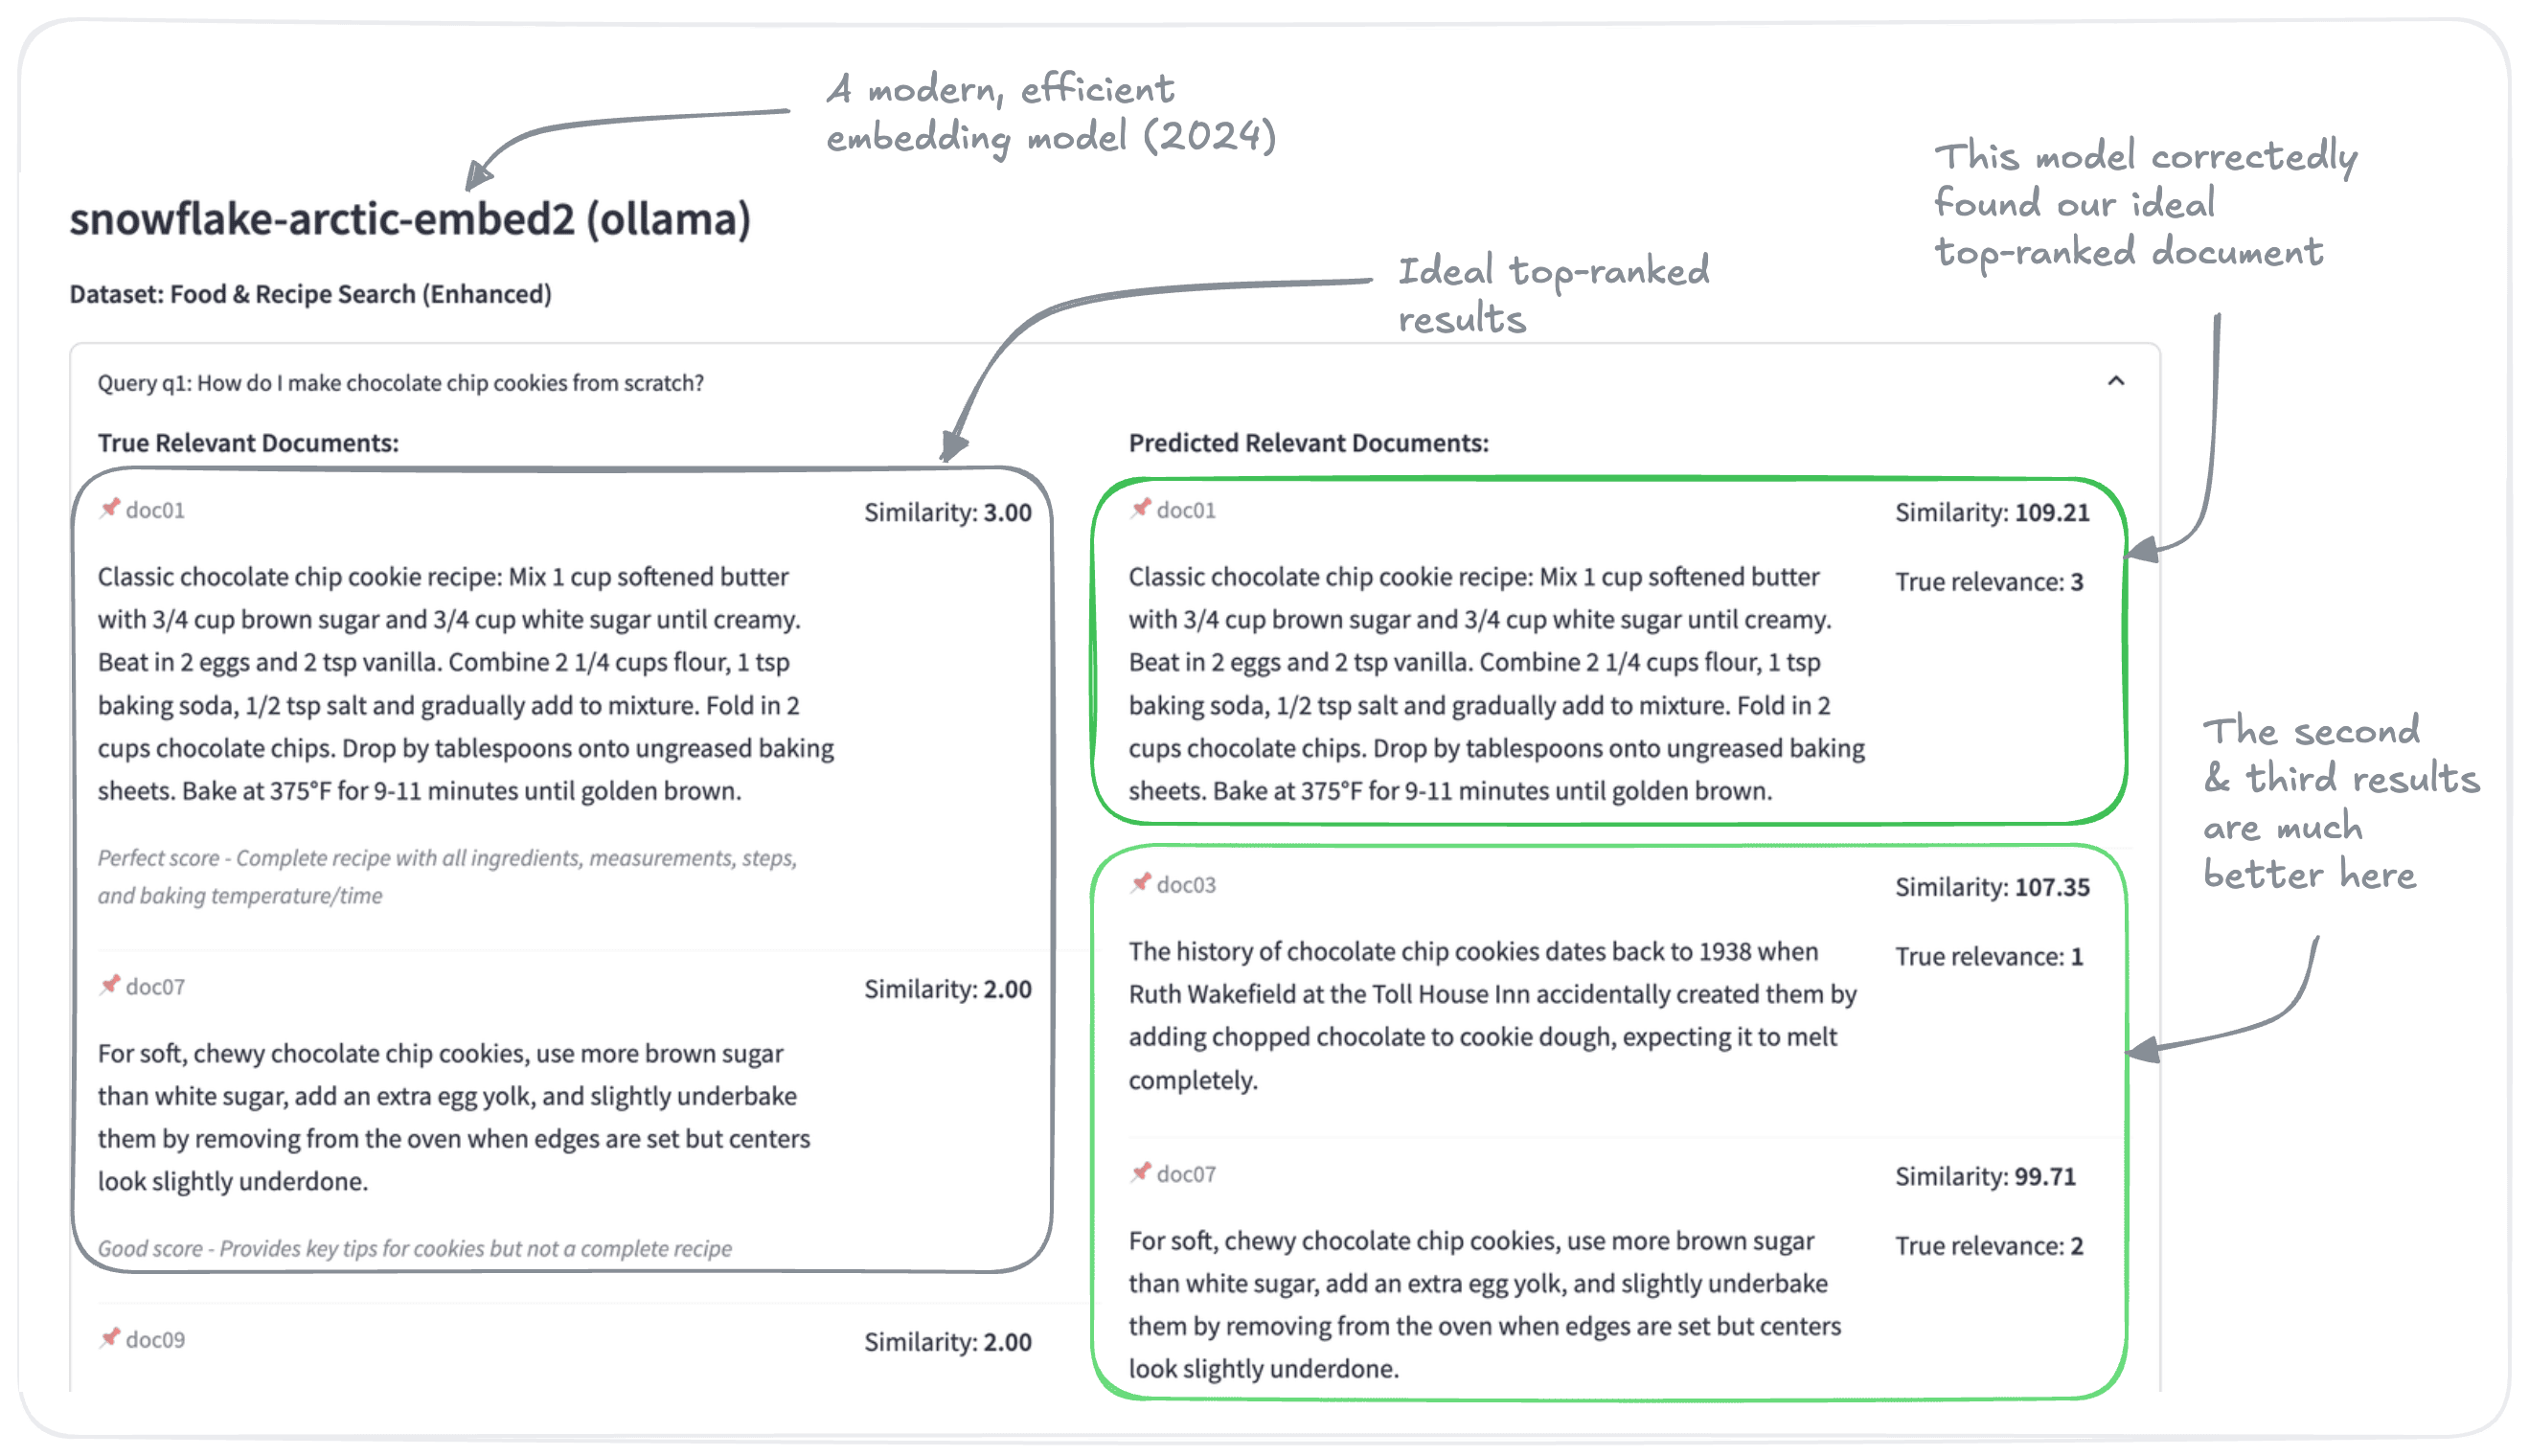 A modern, efficient
embedding model (2024)
This model correctedly
found our ideal
top-ranked document
snowflake-arctic-embed2 (ollama)
Ideal top-ranked
results
Dataset: Food & Recipe Search (Enhanced)
Query q1: How do I make chocolate chip cookies from scratch?
True Relevant Documents:
doc01
Similarity: 3.00
Classic chocolate chip cookie recipe: Mix 1 cup softened butter
with 3/4 cup brown sugar and 3/4 cup white sugar until creamy.
Beat in 2 eggs and 2 tsp vanilla. Combine 2 1/4 cups flour, 1 tsp
baking soda, 1/2 tsp salt and gradually add to mixture. Fold in 2
cups chocolate chips. Drop by tablespoons onto ungreased baking
sheets. Bake at 375°F for 9-11 minutes until golden brown.
Perfect score - Complete recipe with all ingredients, measurements, steps,
and baking temperature/time
doc07
Similarity: 2.00
For soft, chewy chocolate chip cookies, use more brown sugar
than white sugar, add an extra egg yolk, and slightly underbake
them by removing from the oven when edges are set but centers
look slightly underdone.
Good score - Provides key tips for cookies but not a complete recipe
doc09
Similarity: 2.00
Predicted Relevant Documents:
doc01
Similarity: 109.21
True relevance: 3
Classic chocolate chip cookie recipe: Mix 1 cup softened butter
with 3/4 cup brown sugar and 3/4 cup white sugar until creamy.
Beat in 2 eggs and 2 tsp vanilla. Combine 2 1/4 cups flour, 1 tsp
baking soda, 1/2 tsp salt and gradually add to mixture. Fold in 2
cups chocolate chips. Drop by tablespoons onto ungreased baking
sheets. Bake at 375°F for 9-11 minutes until golden brown.
doc03
Similarity: 107.35
True relevance: 1
The history of chocolate chip cookies dates back to 1938 when
Ruth Wakefield at the Toll House Inn accidentally created them by
adding chopped chocolate to cookie dough, expecting it to melt
completely.
doc07
Similarity: 99.71
True relevance: 2
For soft, chewy chocolate chip cookies, use more brown sugar
than white sugar, add an extra egg yolk, and slightly underbake
them by removing from the oven when edges are set but centers
look slightly underdone.
The second
& third results
are much
better here